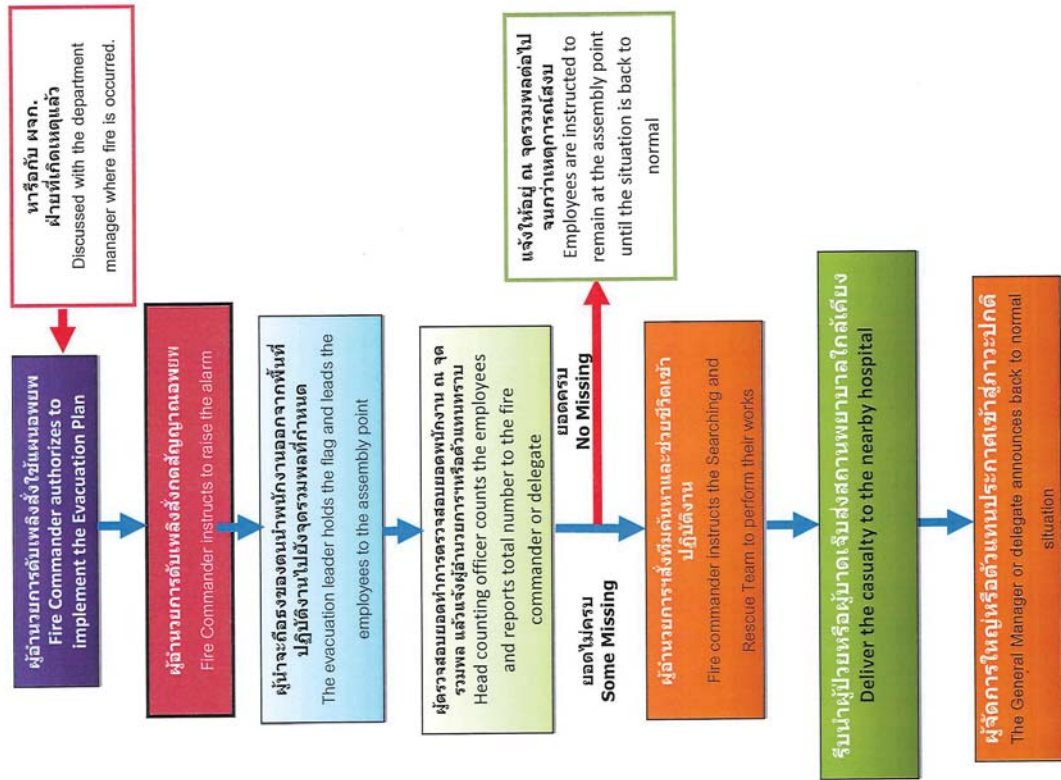 ผู้อำนวยการดับเพลิงสั่งใช้แผนอพยพ
Fire Commander authorizes to
implement the Evacuation Plan
หารือกับ ผจก.
ฝ่ายที่เกิดเหตุแล้ว
Discussed with the department
manager where fire is occurred.
ผู้อำนวยการดับเพลิงสั่งกดสัญญาณอพยพ
Fire Commander instructs to raise the alarm
ผู้นำจะถือธงของตนนำพนักงานออกจากพื้นที่
ปฏิบัติงานไปยังจุดรวมพลที่กำหนด
The evacuation leader holds the flag and leads the
employees to the assembly point
ผู้ตรวจสอบยอดทำการตรวจสอบยอดพนักงาน ณ จุด
รวมพล แล้วแจ้งผู้อำนวยการฯหรือตัวแทนทราบ
Head counting officer counts the employees
and reports total number to the fire
commander or delegate
ยอดไม่ครบ
Some Missing
ยอดครบ
No Missing
แจ้งให้อยู่ ณ จุดรวมพลต่อไป
จนกว่าเหตุการณ์สงบ
Employees are instructed to
remain at the assembly point
until the situation is back to
normal
ผู้อำนวยการฯสั่งทีมค้นหาและช่วยชีวิตเข้า
ปฏิบัติงาน
Fire commander instructs the Searching and
Rescue Team to perform their works
รีบนำผู้ป่วยหรือผู้บาดเจ็บส่งสถานพยาบาลใกล้เคียง
Deliver the casualty to the nearby hospital
ผู้จัดการใหญ่หรือตัวแทนประกาศเข้าสู่ภาวะปกติ
The General Manager or delegate announces back to normal
situation